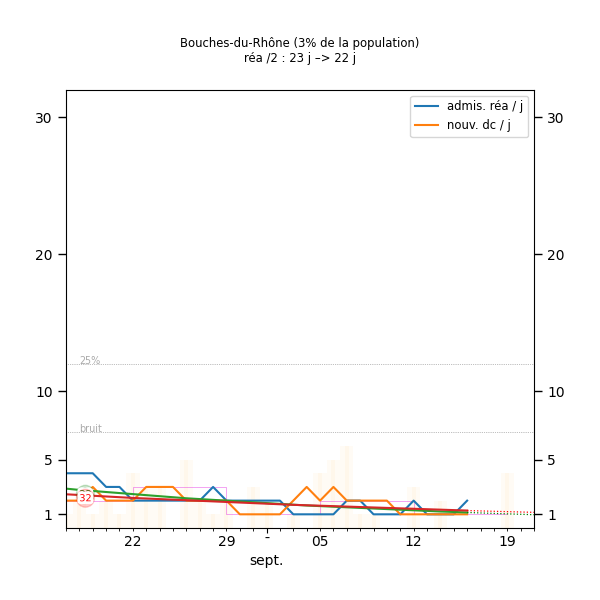 Bouches-du-Rhône (3% de la population)
réa /2 : 23 j –> 22 j
admis. réa / j
nouv. dc / j
30 30
20 20
25%
10 10
bruit
5 5
32
1 1
22 29 - 05 12 19
sept.